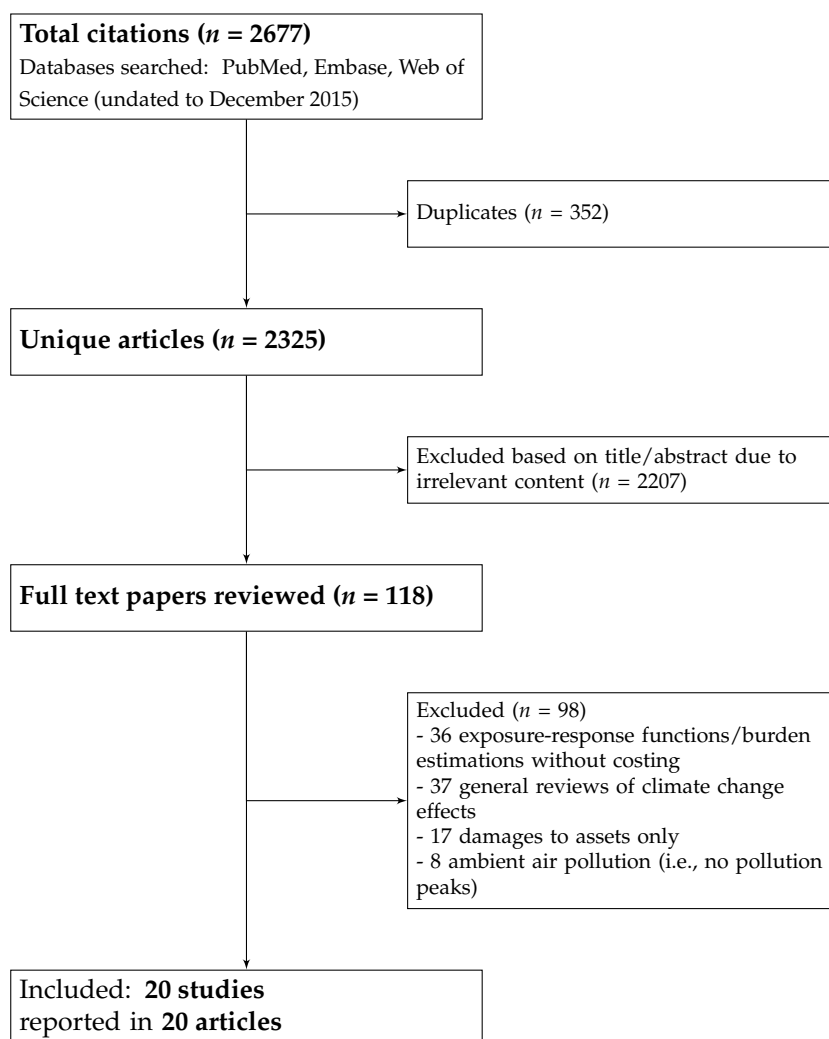 Total citations (n = 2677)
Databases searched: PubMed, Embase, Web of
Science (undated to December 2015)
Duplicates (n = 352)
Unique articles (n = 2325)
Excluded based on title/abstract due to
irrelevant content (n = 2207)
Full text papers reviewed (n = 118)
Excluded (n = 98)
- 36 exposure-response functions/burden
estimations without costing
- 37 general reviews of climate change
effects
- 17 damages to assets only
- 8 ambient air pollution (i.e., no pollution
peaks)
Included: 20 studies
reported in 20 articles